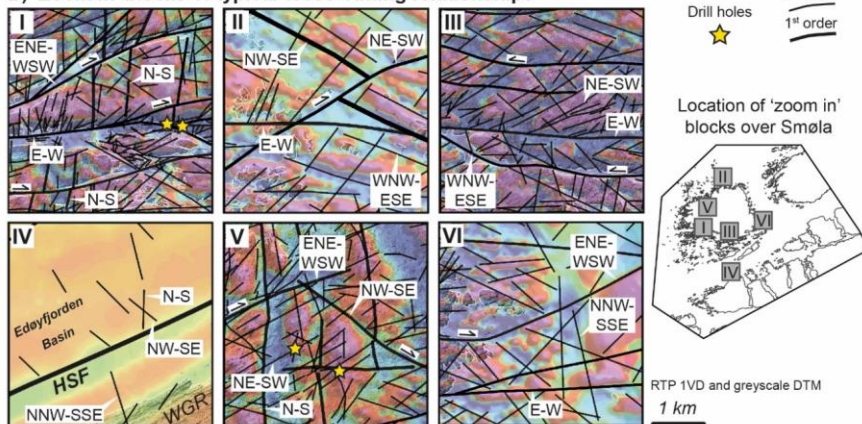 I
ENE-
WSW
N-S
E-W
N-S
II
NW-SE
NE-SW
E-W
WNW-
ESE
III
NE-SW
E-W
WNW-
ESE
IV
Edøyfjorden
Basin
N-S
NW-SE
HSF
NNW-SSE
WGR
V
ENE-
WSW
NW-SE
NE-SW
N-S
VI
ENE-
WSW
NNW-
SSE
E-W
Drill holes
1st order
Location of 'zoom in'
blocks over Smøla
II
V
I
III
VI
IV
RTP 1VD and greyscale DTM
1 km